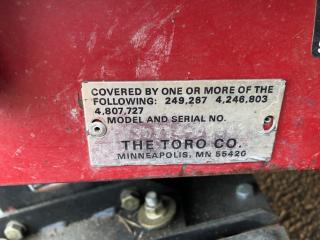 COVERED BY ONE OR MORE OF THE
FOLLOWING: 249,287 4,246,803
4,807,727
MODEL AND SERIAL NO.
THE TORO CO.
MINNEAPOLIS, MN 55420